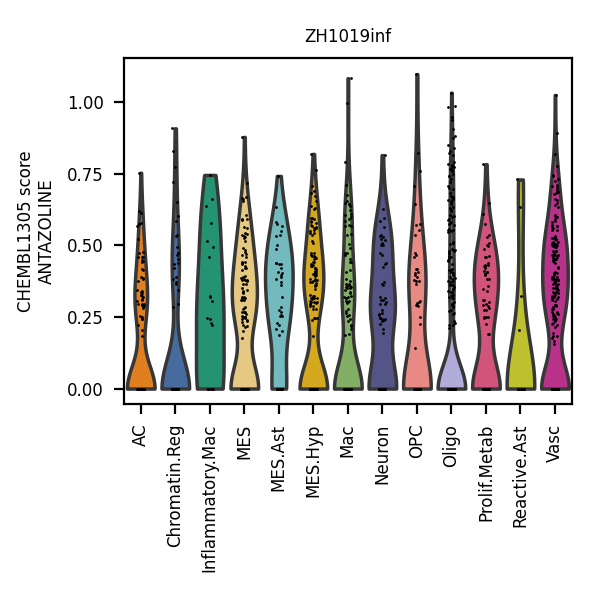 ZH1019inf
CHEMBL1305 score
ANTAZOLINE
1.00
0.75
0.50
0.25
0.00
AC
Chromatin.Reg
Inflammatory.Mac
MES
MES.Ast
MES.Hyp
Mac
Neuron
OPC
Oligo
Prolif.Metab
Reactive.Ast
Vasc